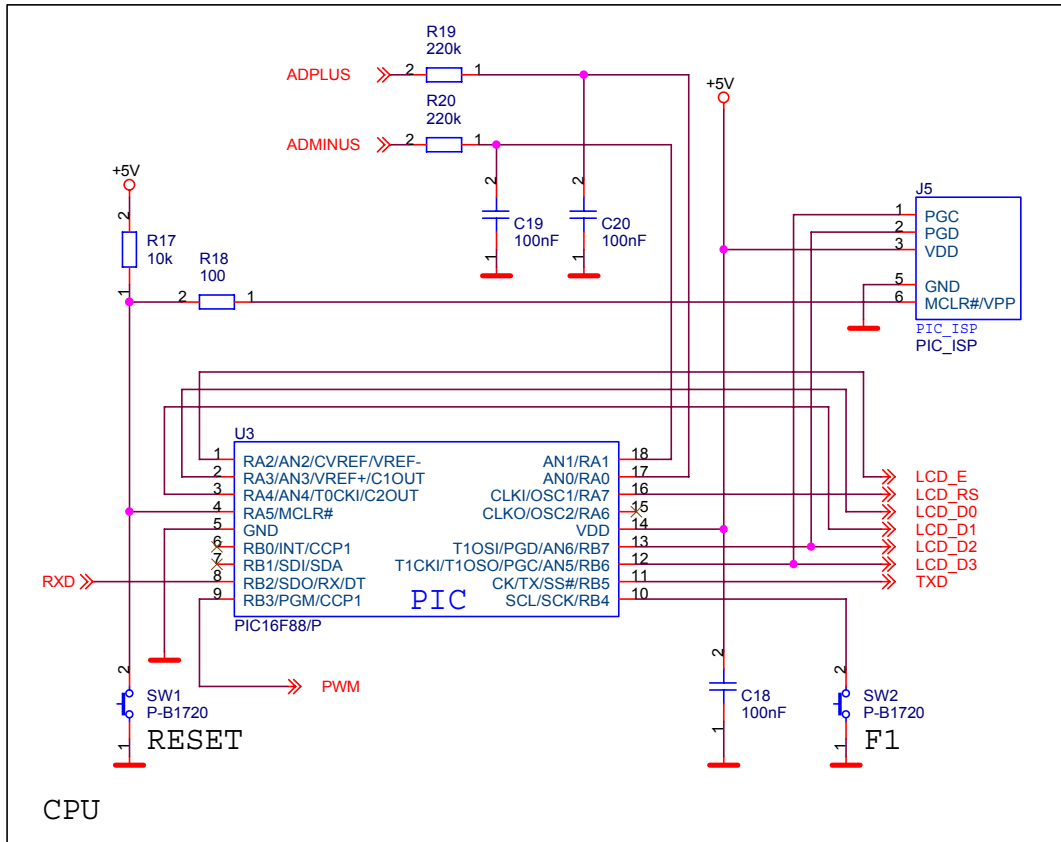 R19
220k
ADPLUS
2
1
R20
220k
ADMINUS
2
1
+5V
+5V
2
R17
10k
1
R18
100
2
1
2
C19
100nF
1
2
C20
100nF
1
J5
1 PGC
2 PGD
3 VDD
5 GND
6 MCLR#/VPP
PIC_ISP
PIC_ISP
U3
1 RA2/AN2/CVREF/VREF-
2 RA3/AN3/VREF+/C1OUT
3 RA4/AN4/T0CKI/C2OUT
4 RA5/MCLR#
5 GND
6 RB0/INT/CCP1
7 RB1/SDI/SDA
8 RB2/SDO/RX/DT
9 RB3/PGM/CCP1
AN1/RA1 18
AN0/RA0 17
CLKI/OSC1/RA7 16
CLKO/OSC2/RA6 15
VDD 14
T1OSI/PGD/AN6/RB7 13
T1CKI/T1OSO/PGC/AN5/RB6 12
CK/TX/SS#/RB5 11
SCL/SCK/RB4 10
PIC
PIC16F88/P
LCD_E
LCD_RS
LCD_D0
LCD_D1
LCD_D2
LCD_D3
TXD
RXD
PWM
2
SW1
P-B1720
1
RESET
2
C18
100nF
1
2
SW2
P-B1720
1
F1
CPU